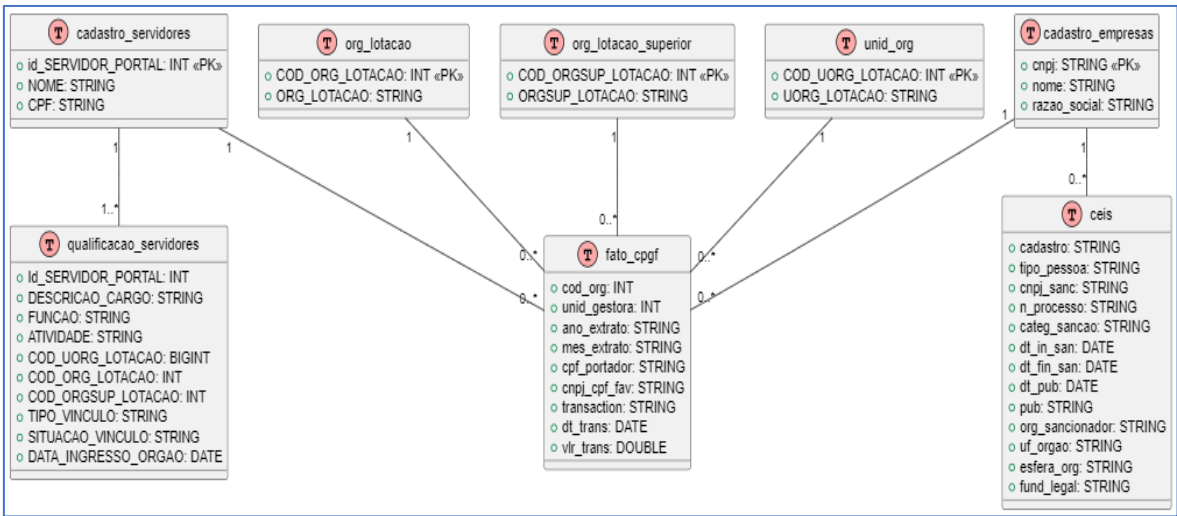 T cadastro_servidores
id_SERVIDOR_PORTAL: INT «PK»
NOME: STRING
CPF: STRING
T org_lotacao
COD_ORG_LOTACAO: INT «PK»
ORG_LOTACAO: STRING
T org_lotacao_superior
COD_ORGSUP_LOTACAO: INT «PK»
ORGSUP_LOTACAO: STRING
T unid_org
COD_UORG_LOTACAO: INT «PK»
UORG_LOTACAO: STRING
T cadastro_empresas
cnpj: STRING «PK»
nome: STRING
razao_social: STRING
1
1
1
1
1
1
1
1..*
0..*
0..*
0..*
0..*
0..*
0..*
T qualificacao_servidores
Id_SERVIDOR_PORTAL: INT
DESCRICAO_CARGO: STRING
FUNCAO: STRING
ATIVIDADE: STRING
COD_UORG_LOTACAO: BIGINT
COD_ORG_LOTACAO: INT
COD_ORGSUP_LOTACAO: INT
TIPO_VINCULO: STRING
SITUACAO_VINCULO: STRING
DATA_INGRESSO_ORGAO: DATE
T fato_cpgf
cod_org: INT
unid_gestora: INT
ano_extrato: STRING
mes_extrato: STRING
cpf_portador: STRING
cnpj_cpf_fav: STRING
transaction: STRING
dt_trans: DATE
vlr_trans: DOUBLE
T ceis
cadastro: STRING
tipo_pessoa: STRING
cnpj_sanc: STRING
n_processo: STRING
categ_sancao: STRING
dt_in_san: DATE
dt_fin_san: DATE
dt_pub: DATE
pub: STRING
org_sancionador: STRING
uf_orgao: STRING
esfera_org: STRING
fund_legal: STRING